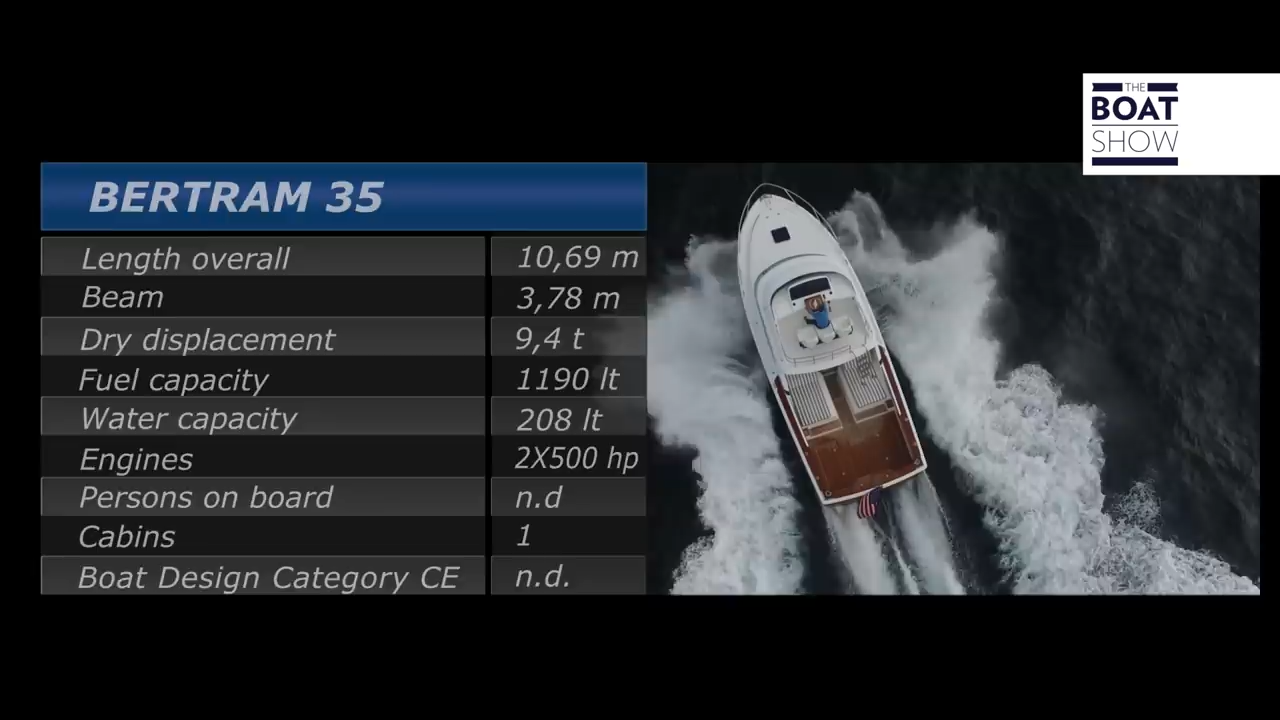 THE
BOAT
SHOW
BERTRAM 35
Length overall 10,69 m
Beam 3,78 m
Dry displacement 9,4 t
Fuel capacity 1190 lt
Water capacity 208 lt
Engines 2X500 hp
Persons on board n.d
Cabins 1
Boat Design Category CE n.d.